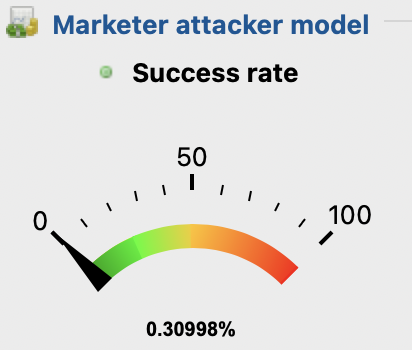 Marketer attacker model
Success rate
50
0
100
0.30998%